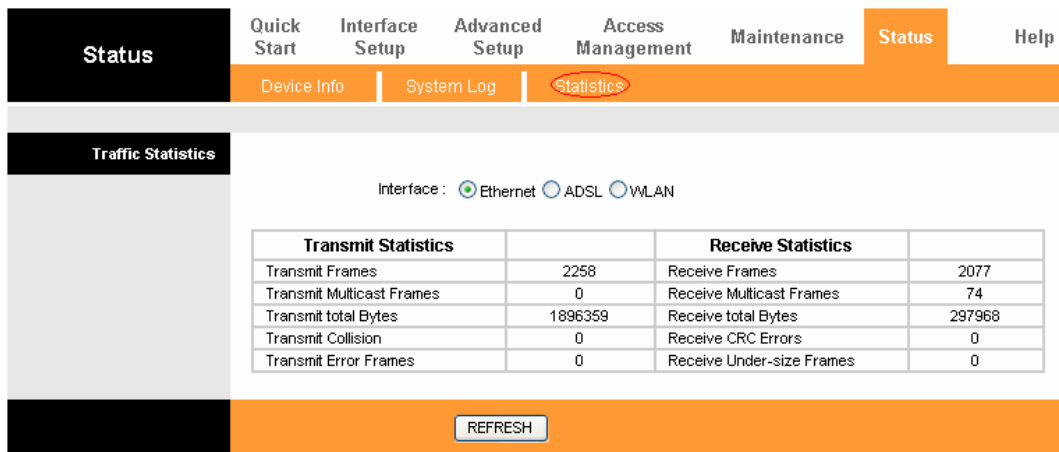 Status
Quick Start
Interface Setup
Advanced Setup
Access Management
Maintenance
Status
Help
Device Info
System Log
Statistics
Traffic Statistics
Interface : Ethernet ADSL WLAN
Transmit Statistics Receive Statistics
Transmit Frames 2258 Receive Frames 2077
Transmit Multicast Frames 0 Receive Multicast Frames 74
Transmit total Bytes 1896359 Receive total Bytes 297968
Transmit Collision 0 Receive CRC Errors 0
Transmit Error Frames 0 Receive Under-size Frames 0
REFRESH